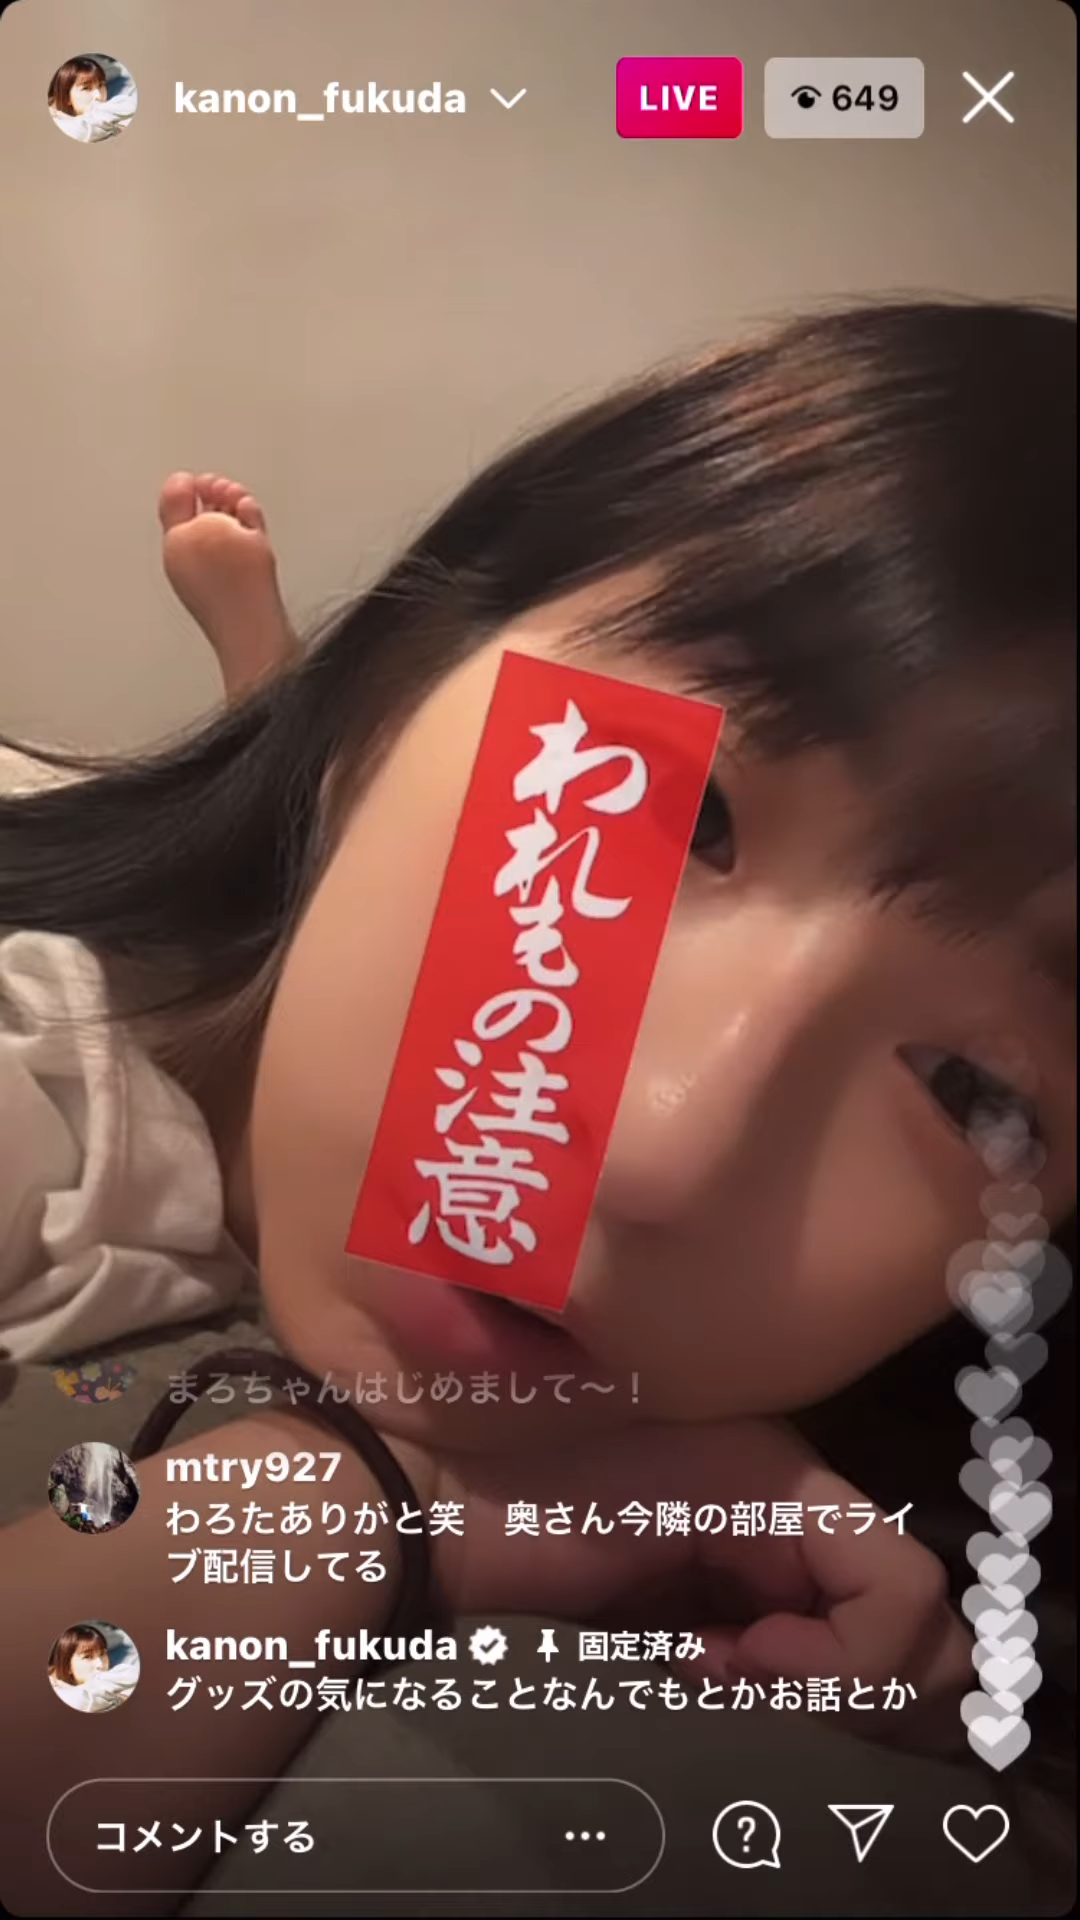 kanon_fukuda
LIVE
649
われもの注意
まろちゃんはじめまして〜！
mtry927
わろたありがと笑　奥さん今隣の部屋でライ
ブ配信してる
kanon_fukuda 固定済み
グッズの気になることなんでもとかお話とか
コメントする